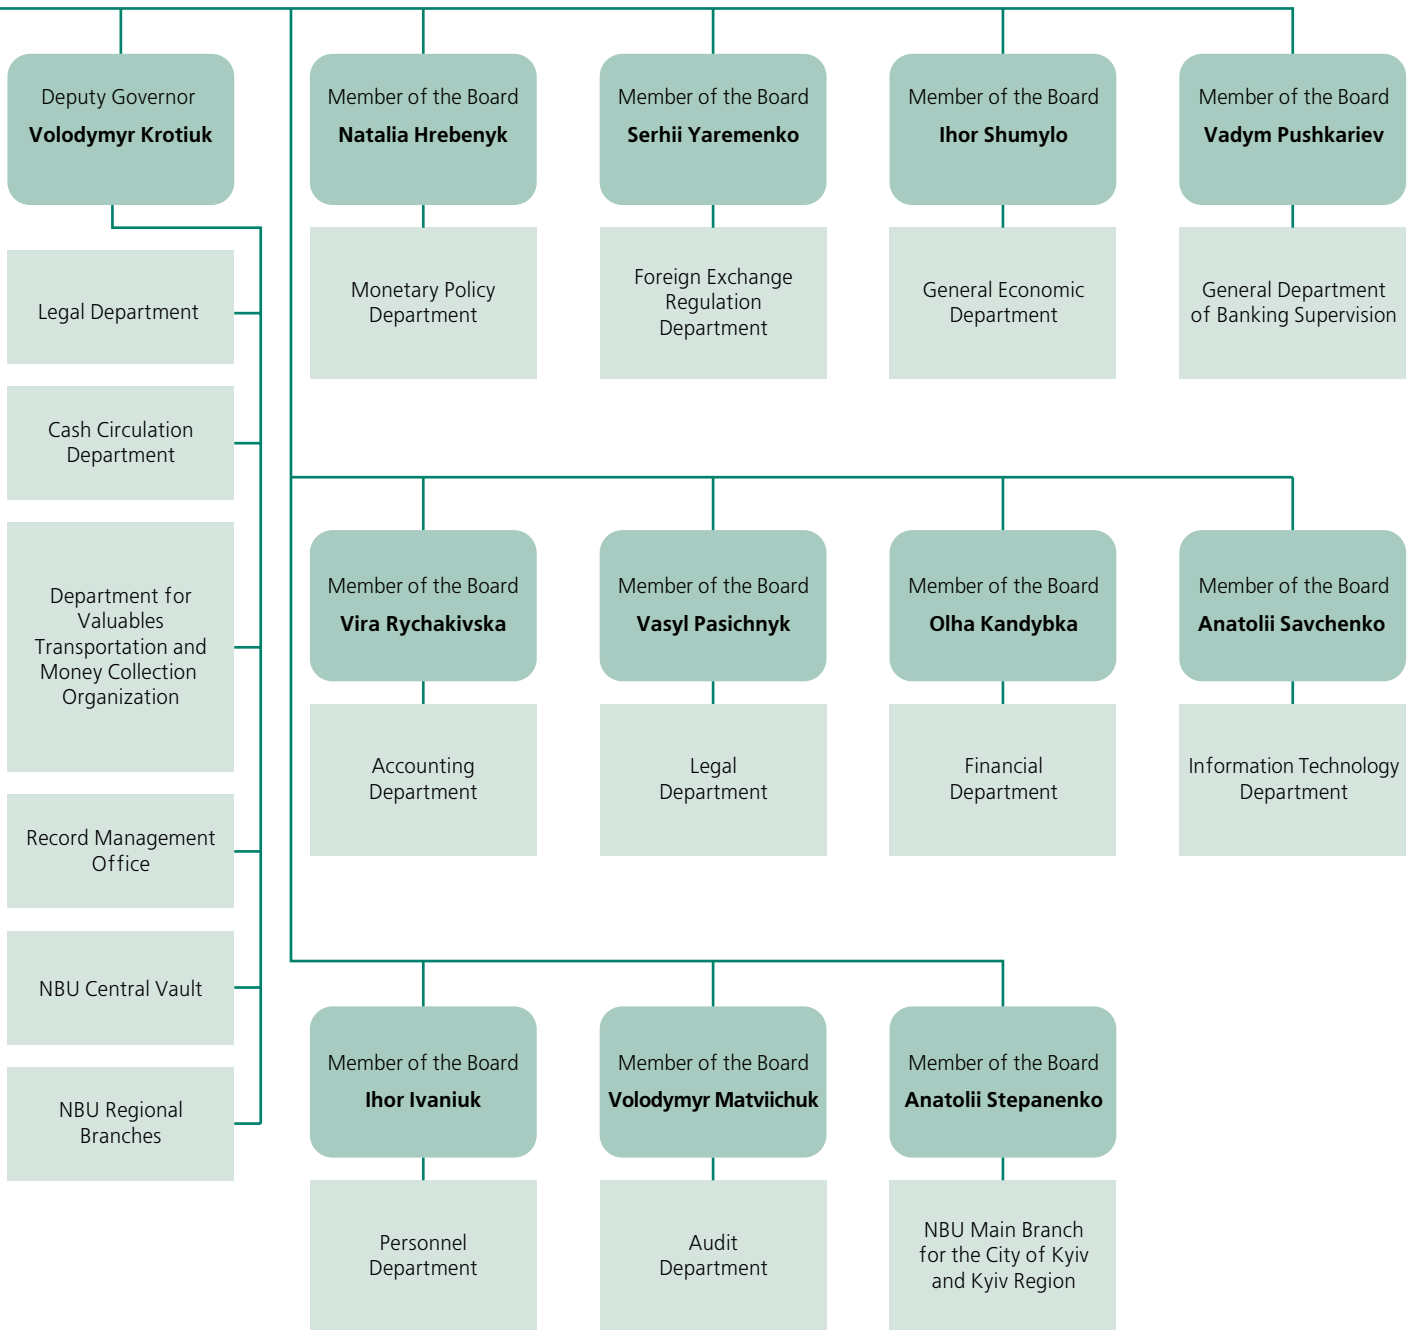 Deputy Governor
Volodymyr Krotiuk
Legal Department
Cash Circulation
Department
Department for
Valuables
Transportation and
Money Collection
Organization
Record Management
Office
NBU Central Vault
NBU Regional
Branches
Member of the Board
Natalia Hrebenyk
Monetary Policy
Department
Member of the Board
Serhii Yaremenko
Foreign Exchange
Regulation
Department
Member of the Board
Ihor Shumylo
General Economic
Department
Member of the Board
Vadym Pushkariev
General Department
of Banking Supervision
Member of the Board
Vira Rychakivska
Accounting
Department
Member of the Board
Vasyl Pasichnyk
Legal
Department
Member of the Board
Olha Kandybka
Financial
Department
Member of the Board
Anatolii Savchenko
Information Technology
Department
Member of the Board
Ihor Ivaniuk
Personnel
Department
Member of the Board
Volodymyr Matviichuk
Audit
Department
Member of the Board
Anatolii Stepanenko
NBU Main Branch
for the City of Kyiv
and Kyiv Region